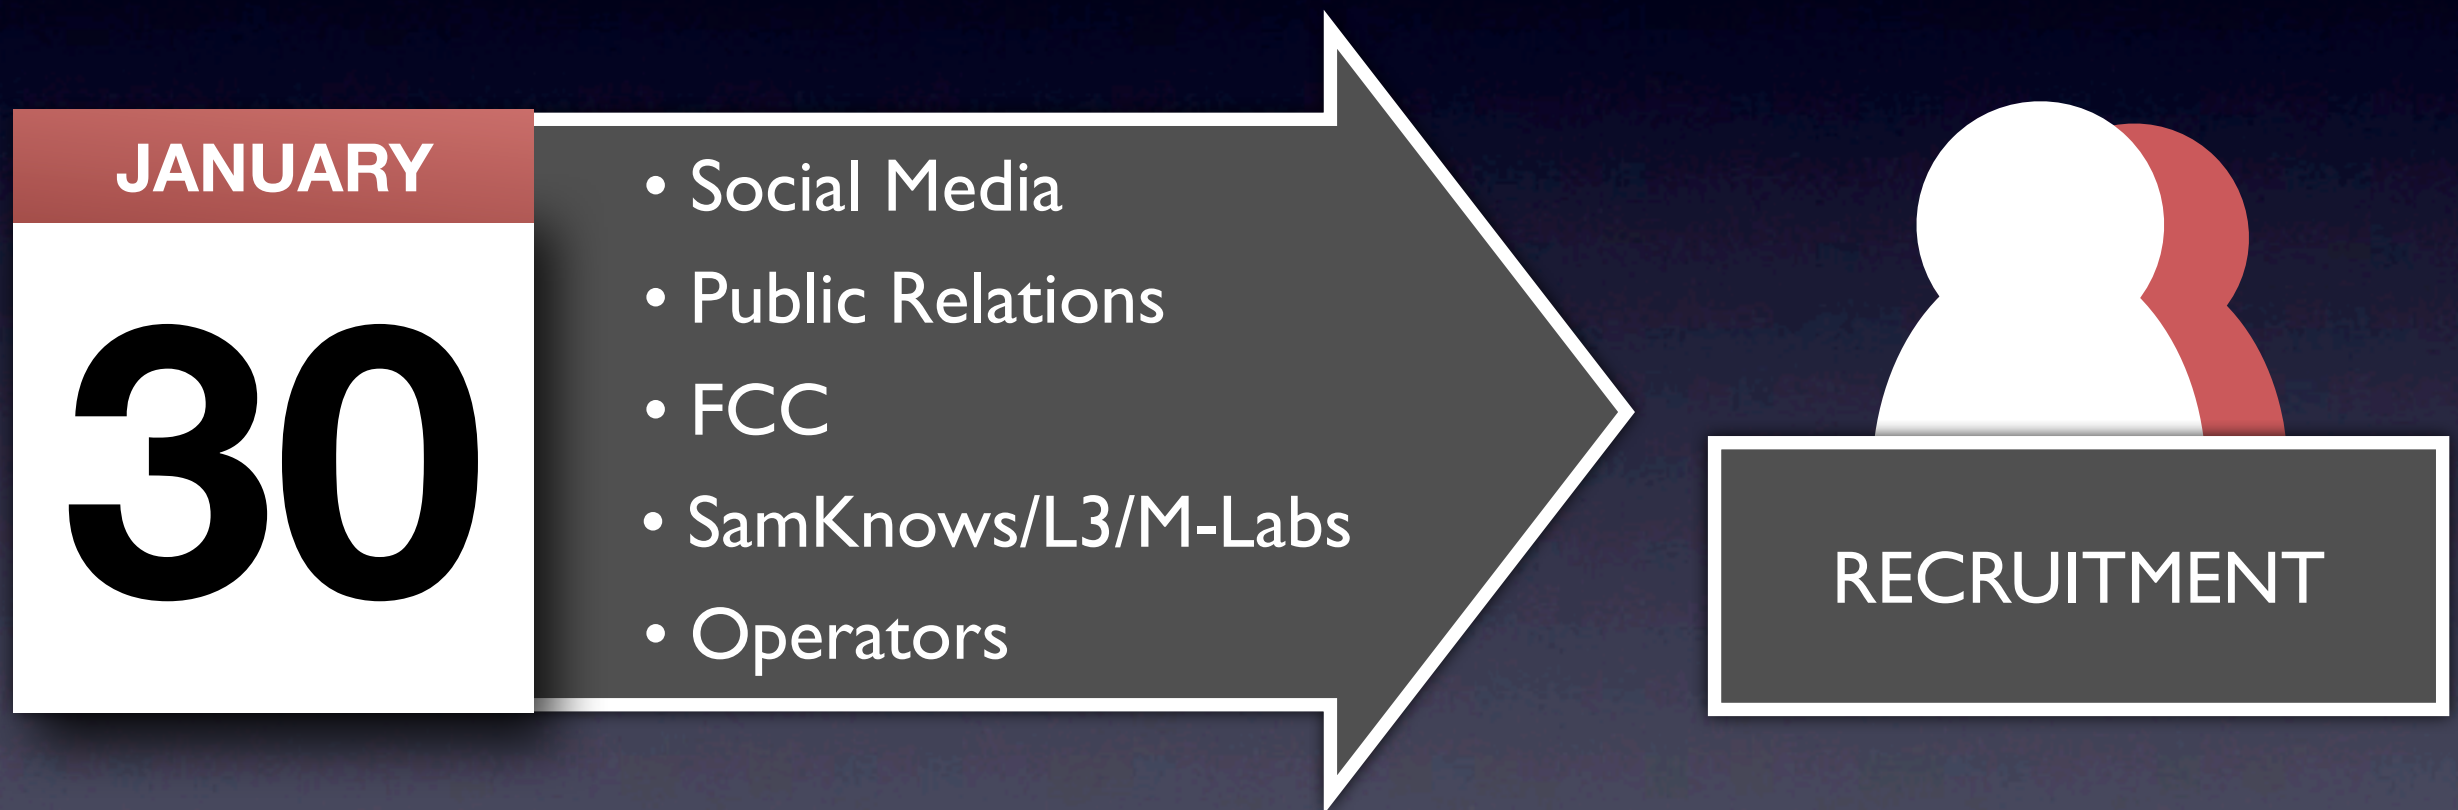 JANUARY
30
• Social Media
• Public Relations
• FCC
• SamKnows/L3/M-Labs
• Operators
RECRUITMENT